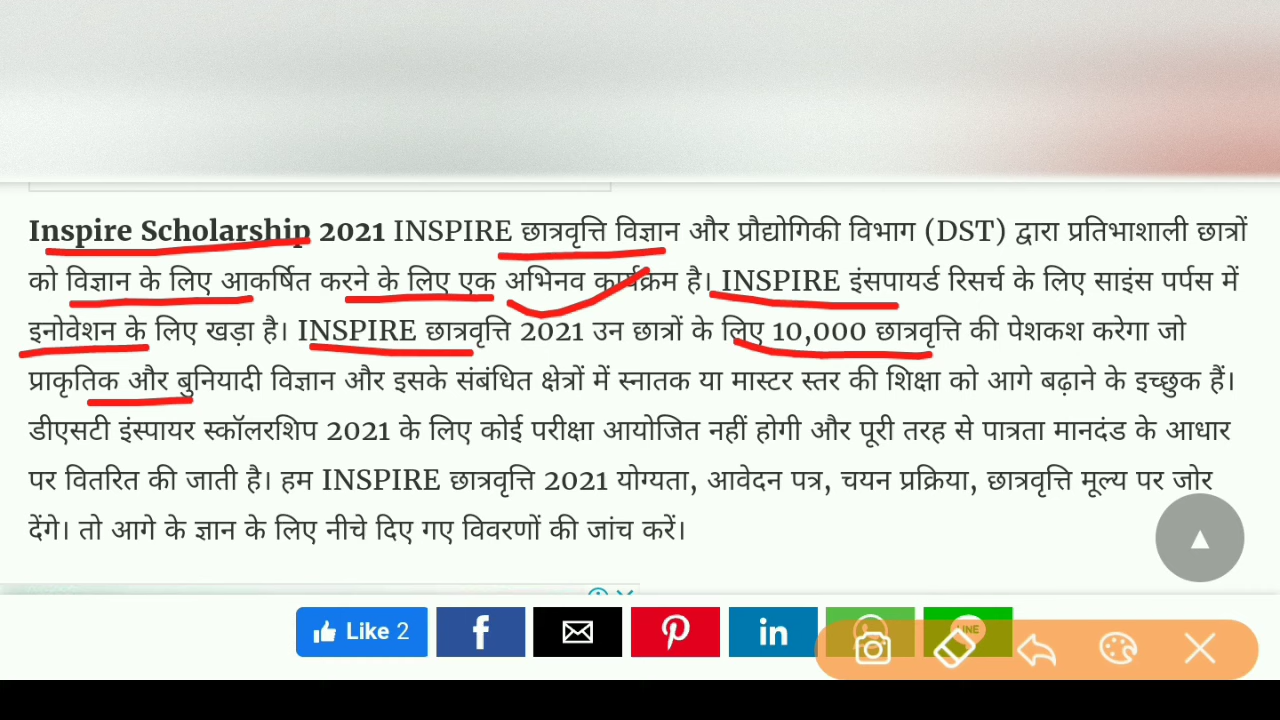 Inspire Scholarship 2021 INSPIRE छात्रवृत्ति विज्ञान और प्रौद्योगिकी विभाग (DST) द्वारा प्रतिभाशाली छात्रों
को विज्ञान के लिए आकर्षित करने के लिए एक अभिनव कार्यक्रम है। INSPIRE इंसपायर्ड रिसर्च के लिए साइंस पर्पस में
इनोवेशन के लिए खड़ा है। INSPIRE छात्रवृत्ति 2021 उन छात्रों के लिए 10,000 छात्रवृत्ति की पेशकश करेगा जो
प्राकृतिक और बुनियादी विज्ञान और इसके संबंधित क्षेत्रों में स्नातक या मास्टर स्तर की शिक्षा को आगे बढ़ाने के इच्छुक हैं।
डीएसटी इंस्पायर स्कॉलरशिप 2021 के लिए कोई परीक्षा आयोजित नहीं होगी और पूरी तरह से पात्रता मानदंड के आधार
पर वितरित की जाती है। हम INSPIRE छात्रवृत्ति 2021 योग्यता, आवेदन पत्र, चयन प्रक्रिया, छात्रवृत्ति मूल्य पर जोर
देंगे। तो आगे के ज्ञान के लिए नीचे दिए गए विवरणों की जांच करें।
Like 2
LINE